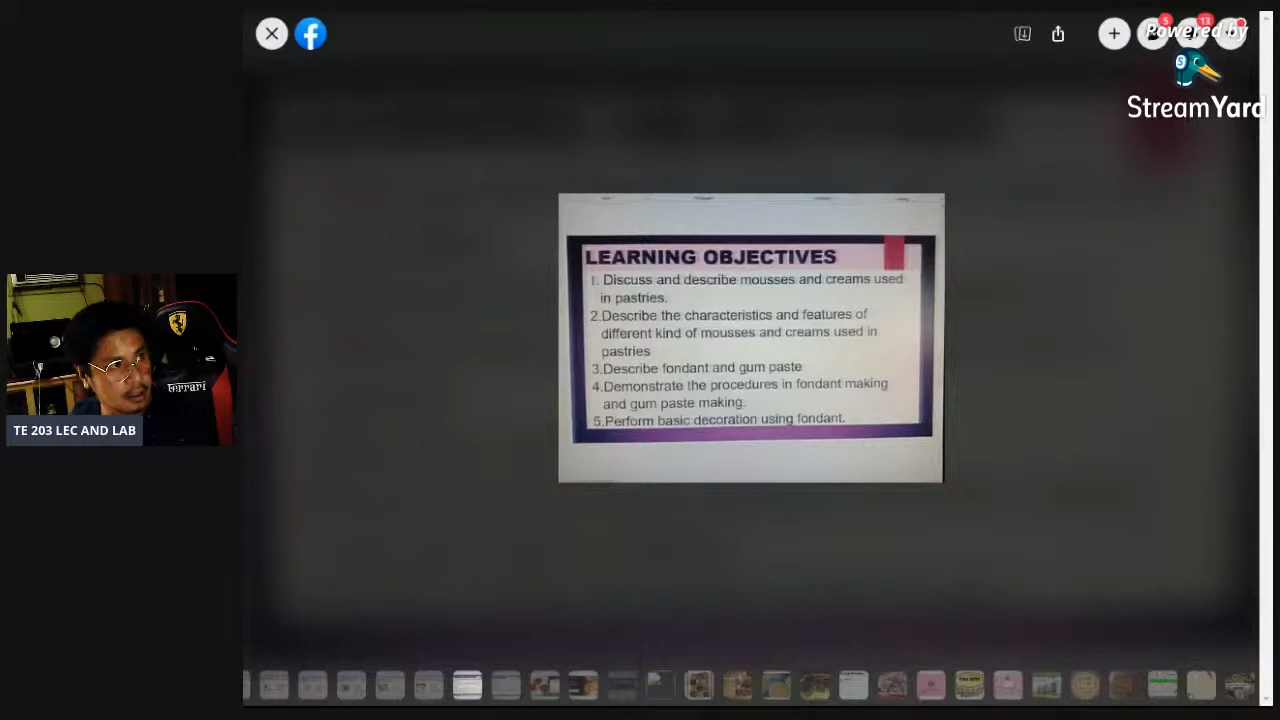 5
13
Powered by
StreamYard
LEARNING OBJECTIVES
1. Discuss and describe mousses and creams used
in pastries.
2.Describe the characteristics and features of
different kind of mousses and creams used in
pastries
3.Describe fondant and gum paste
4.Demonstrate the procedures in fondant making
and gum paste making.
5.Perform basic decoration using fondant.
Ferrari
TE 203 LEC AND LAB